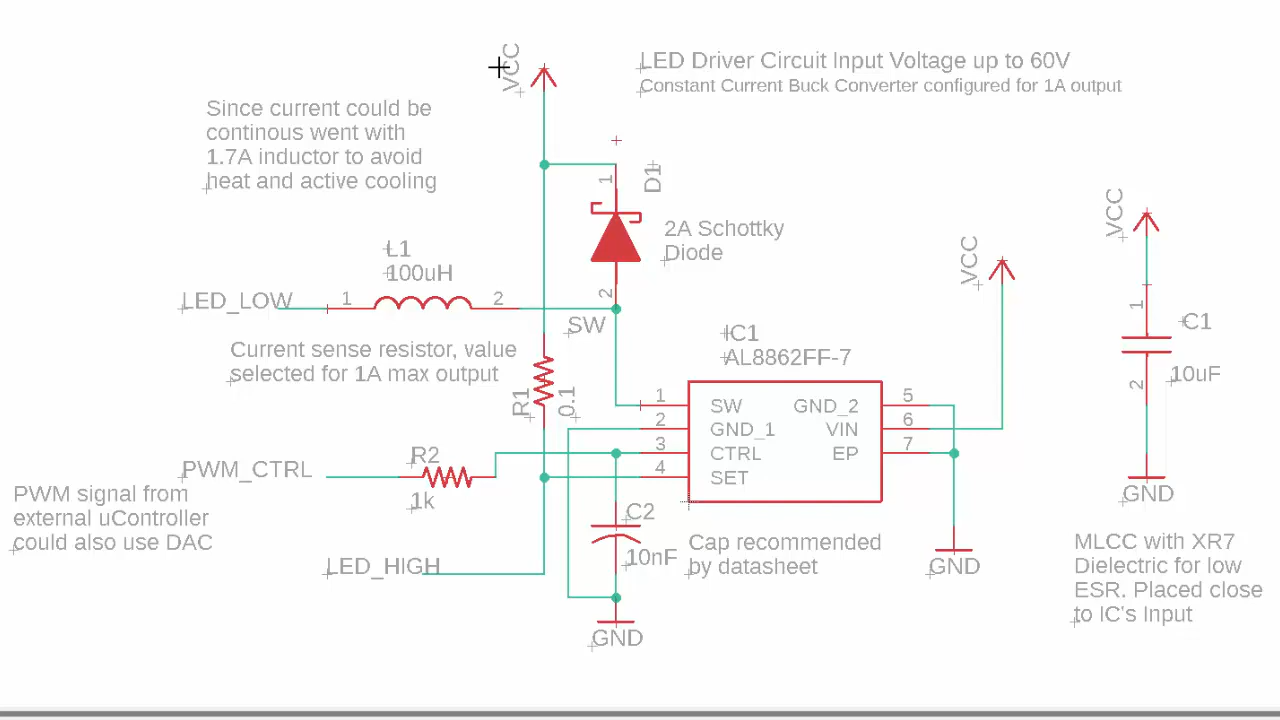 VCC
LED Driver Circuit Input Voltage up to 60V
Constant Current Buck Converter configured for 1A output
Since current could be
continous went with
1.7A inductor to avoid
heat and active cooling
1
D1
2A Schottky
Diode
2
L1
100uH
LED_LOW
1
2
SW
Current sense resistor, value
selected for 1A max output
R1
0.1
VCC
IC1
AL8862FF-7
1
2
3
4
SW
GND_1
CTRL
SET
GND_2
VIN
EP
5
6
7
GND
VCC
1
C1
10uF
2
GND
PWM_CTRL
R2
1k
PWM signal from
external uController
could also use DAC
LED_HIGH
C2
10nF
GND
Cap recommended
by datasheet
MLCC with XR7
Dielectric for low
ESR. Placed close
to IC's Input